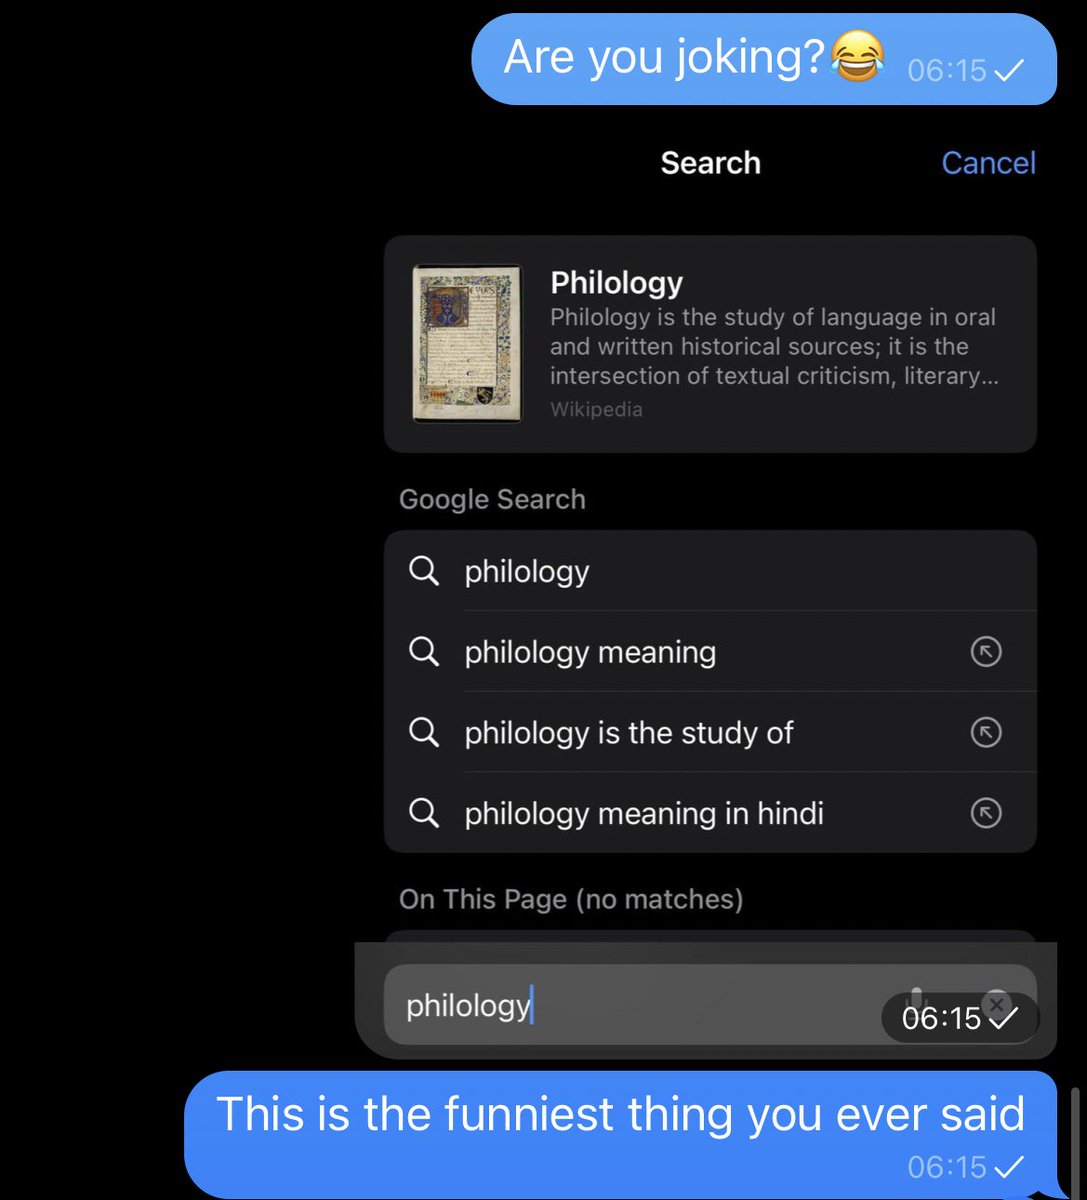 Are you joking?😂 06:15
Search Cancel
Philology
Philology is the study of language in oral
and written historical sources; it is the
intersection of textual criticism, literary...
Wikipedia
Google Search
philology
philology meaning
philology is the study of
philology meaning in hindi
On This Page (no matches)
philology
06:15
This is the funniest thing you ever said
06:15